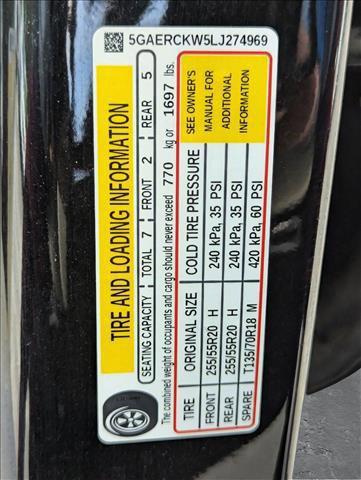 5GAERCKW5LJ274969
TIRE AND LOADING INFORMATION
SEATING CAPACITY TOTAL 7 FRONT 2 REAR 5
The combined weight of occupants and cargo should never exceed 770 kg or 1697 lbs.
TIRE ORIGINAL SIZE COLD TIRE PRESSURE
FRONT 255/55R20 H 240 kPa, 35 PSI
REAR 255/55R20 H 240 kPa, 35 PSI
SPARE T135/70R18 M 420 kPa, 60 PSI
SEE OWNER'S
MANUAL FOR
ADDITIONAL
INFORMATION